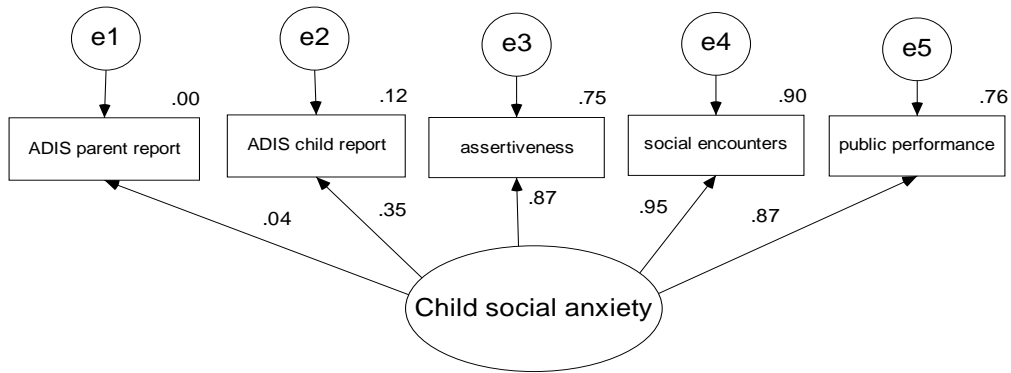 e1
e2
e3
e4
e5
.00
.12
.75
.90
.76
ADIS parent report
ADIS child report
assertiveness
social encounters
public performance
.04
.35
.87
.95
.87
Child social anxiety